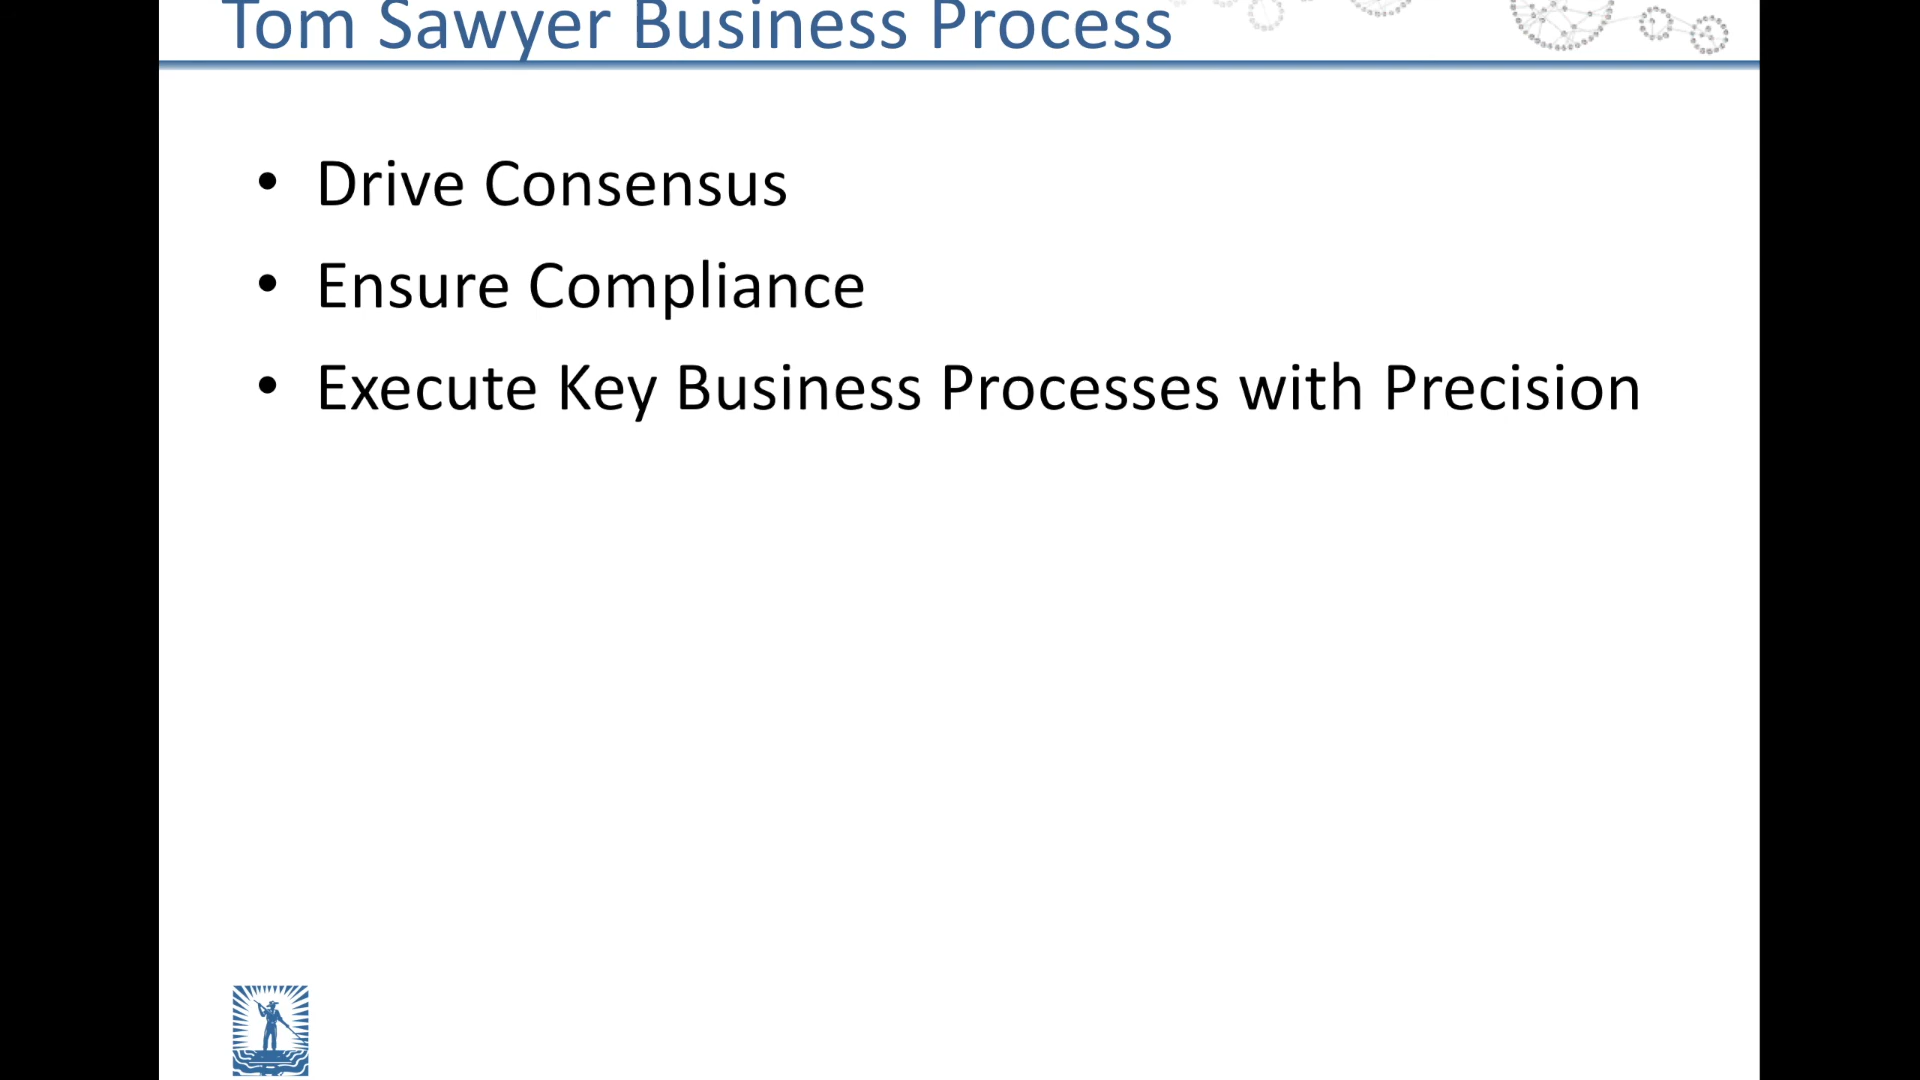 Tom Sawyer Business Process
• Drive Consensus
• Ensure Compliance
• Execute Key Business Processes with Precision